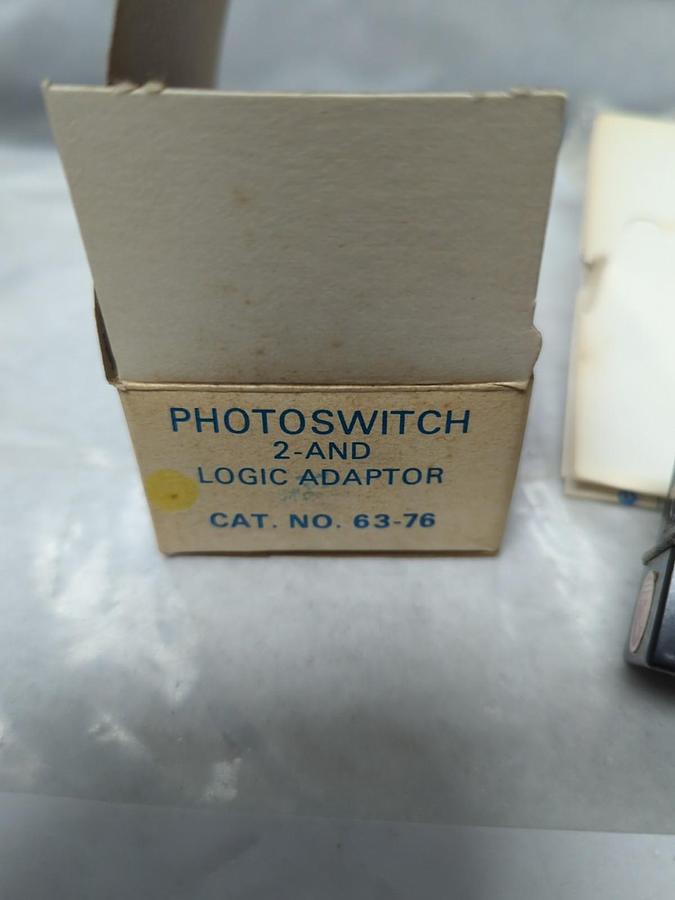 PHOTOSWITCH
2-AND
LOGIC ADAPTOR
CAT. NO. 63-76